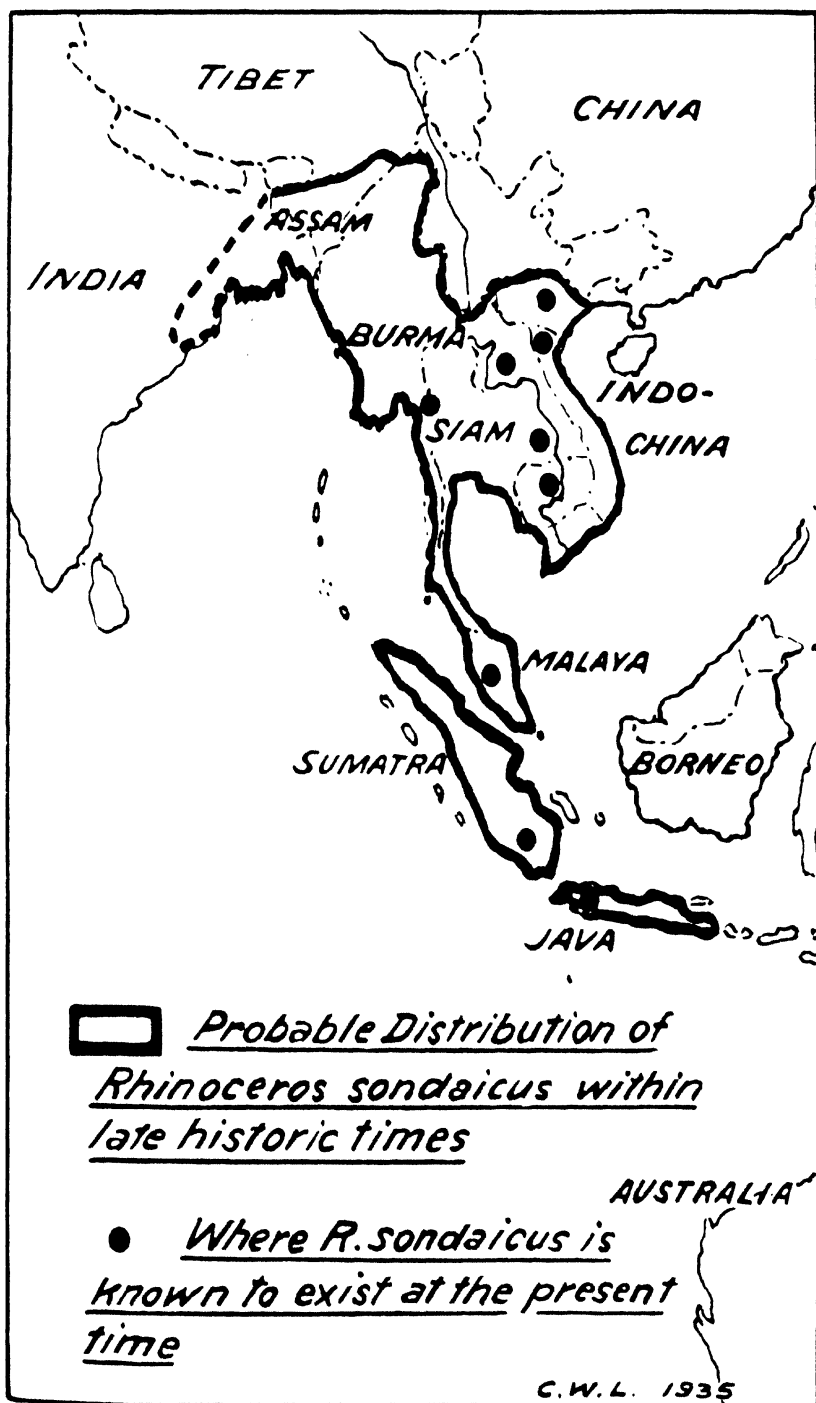 TIBET
CHINA
ASSAM
INDIA
BURMA
INDO-
CHINA
SIAM
MALAYA
SUMATRA
BORNEO
JAVA
Probable Distribution of
Rhinoceros sondaicus within
late historic times
AUSTRALIA
Where R. sondaicus is
known to exist at the present
time
C.W.L. 1935